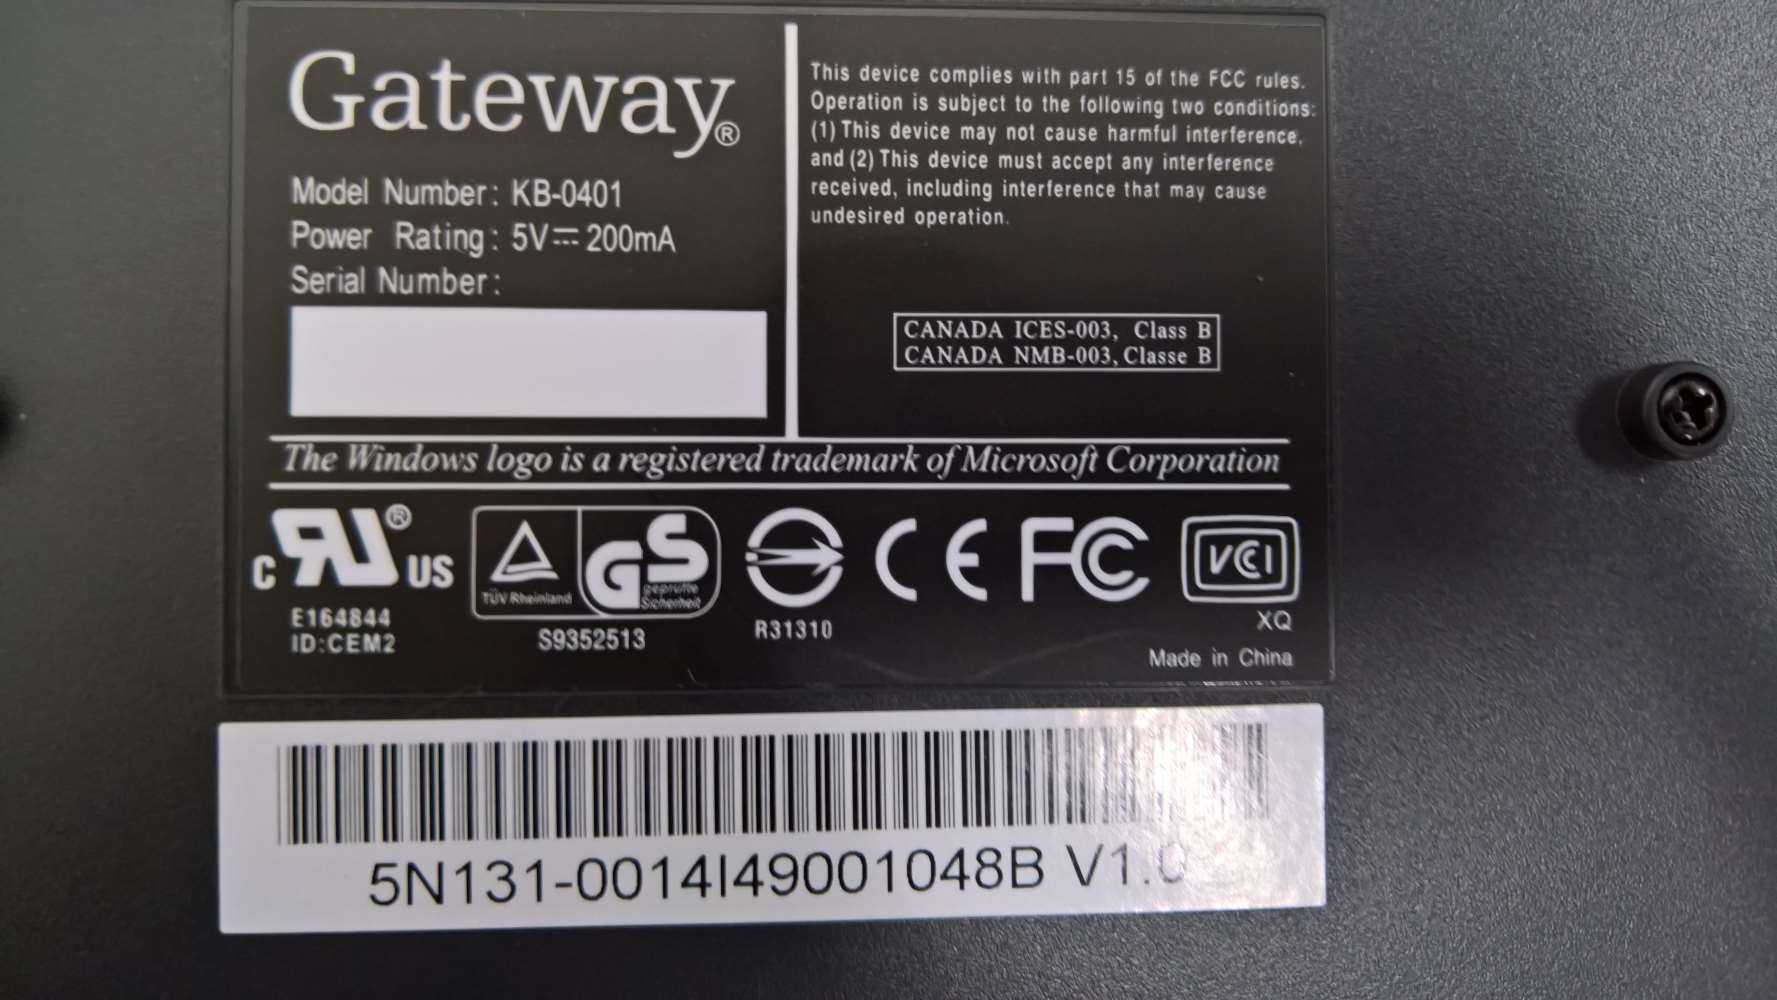 Gateway®
Model Number: KB-0401
Power Rating: 5V⎓200mA
Serial Number:
This device complies with part 15 of the FCC rules.
Operation is subject to the following two conditions:
(1) This device may not cause harmful interference,
and (2) This device must accept any interference
received, including interference that may cause
undesired operation.
CANADA ICES-003, Class B
CANADA NMB-003, Classe B
The Windows logo is a registered trademark of Microsoft Corporation
c RU® US
E164844
ID:CEM2
TÜV Rheinland
GS
geprüfte
Sicherheit
S9352513
R31310
CE
FC
VCI
XQ
Made in China
5N131-0014I49001048B V1.0